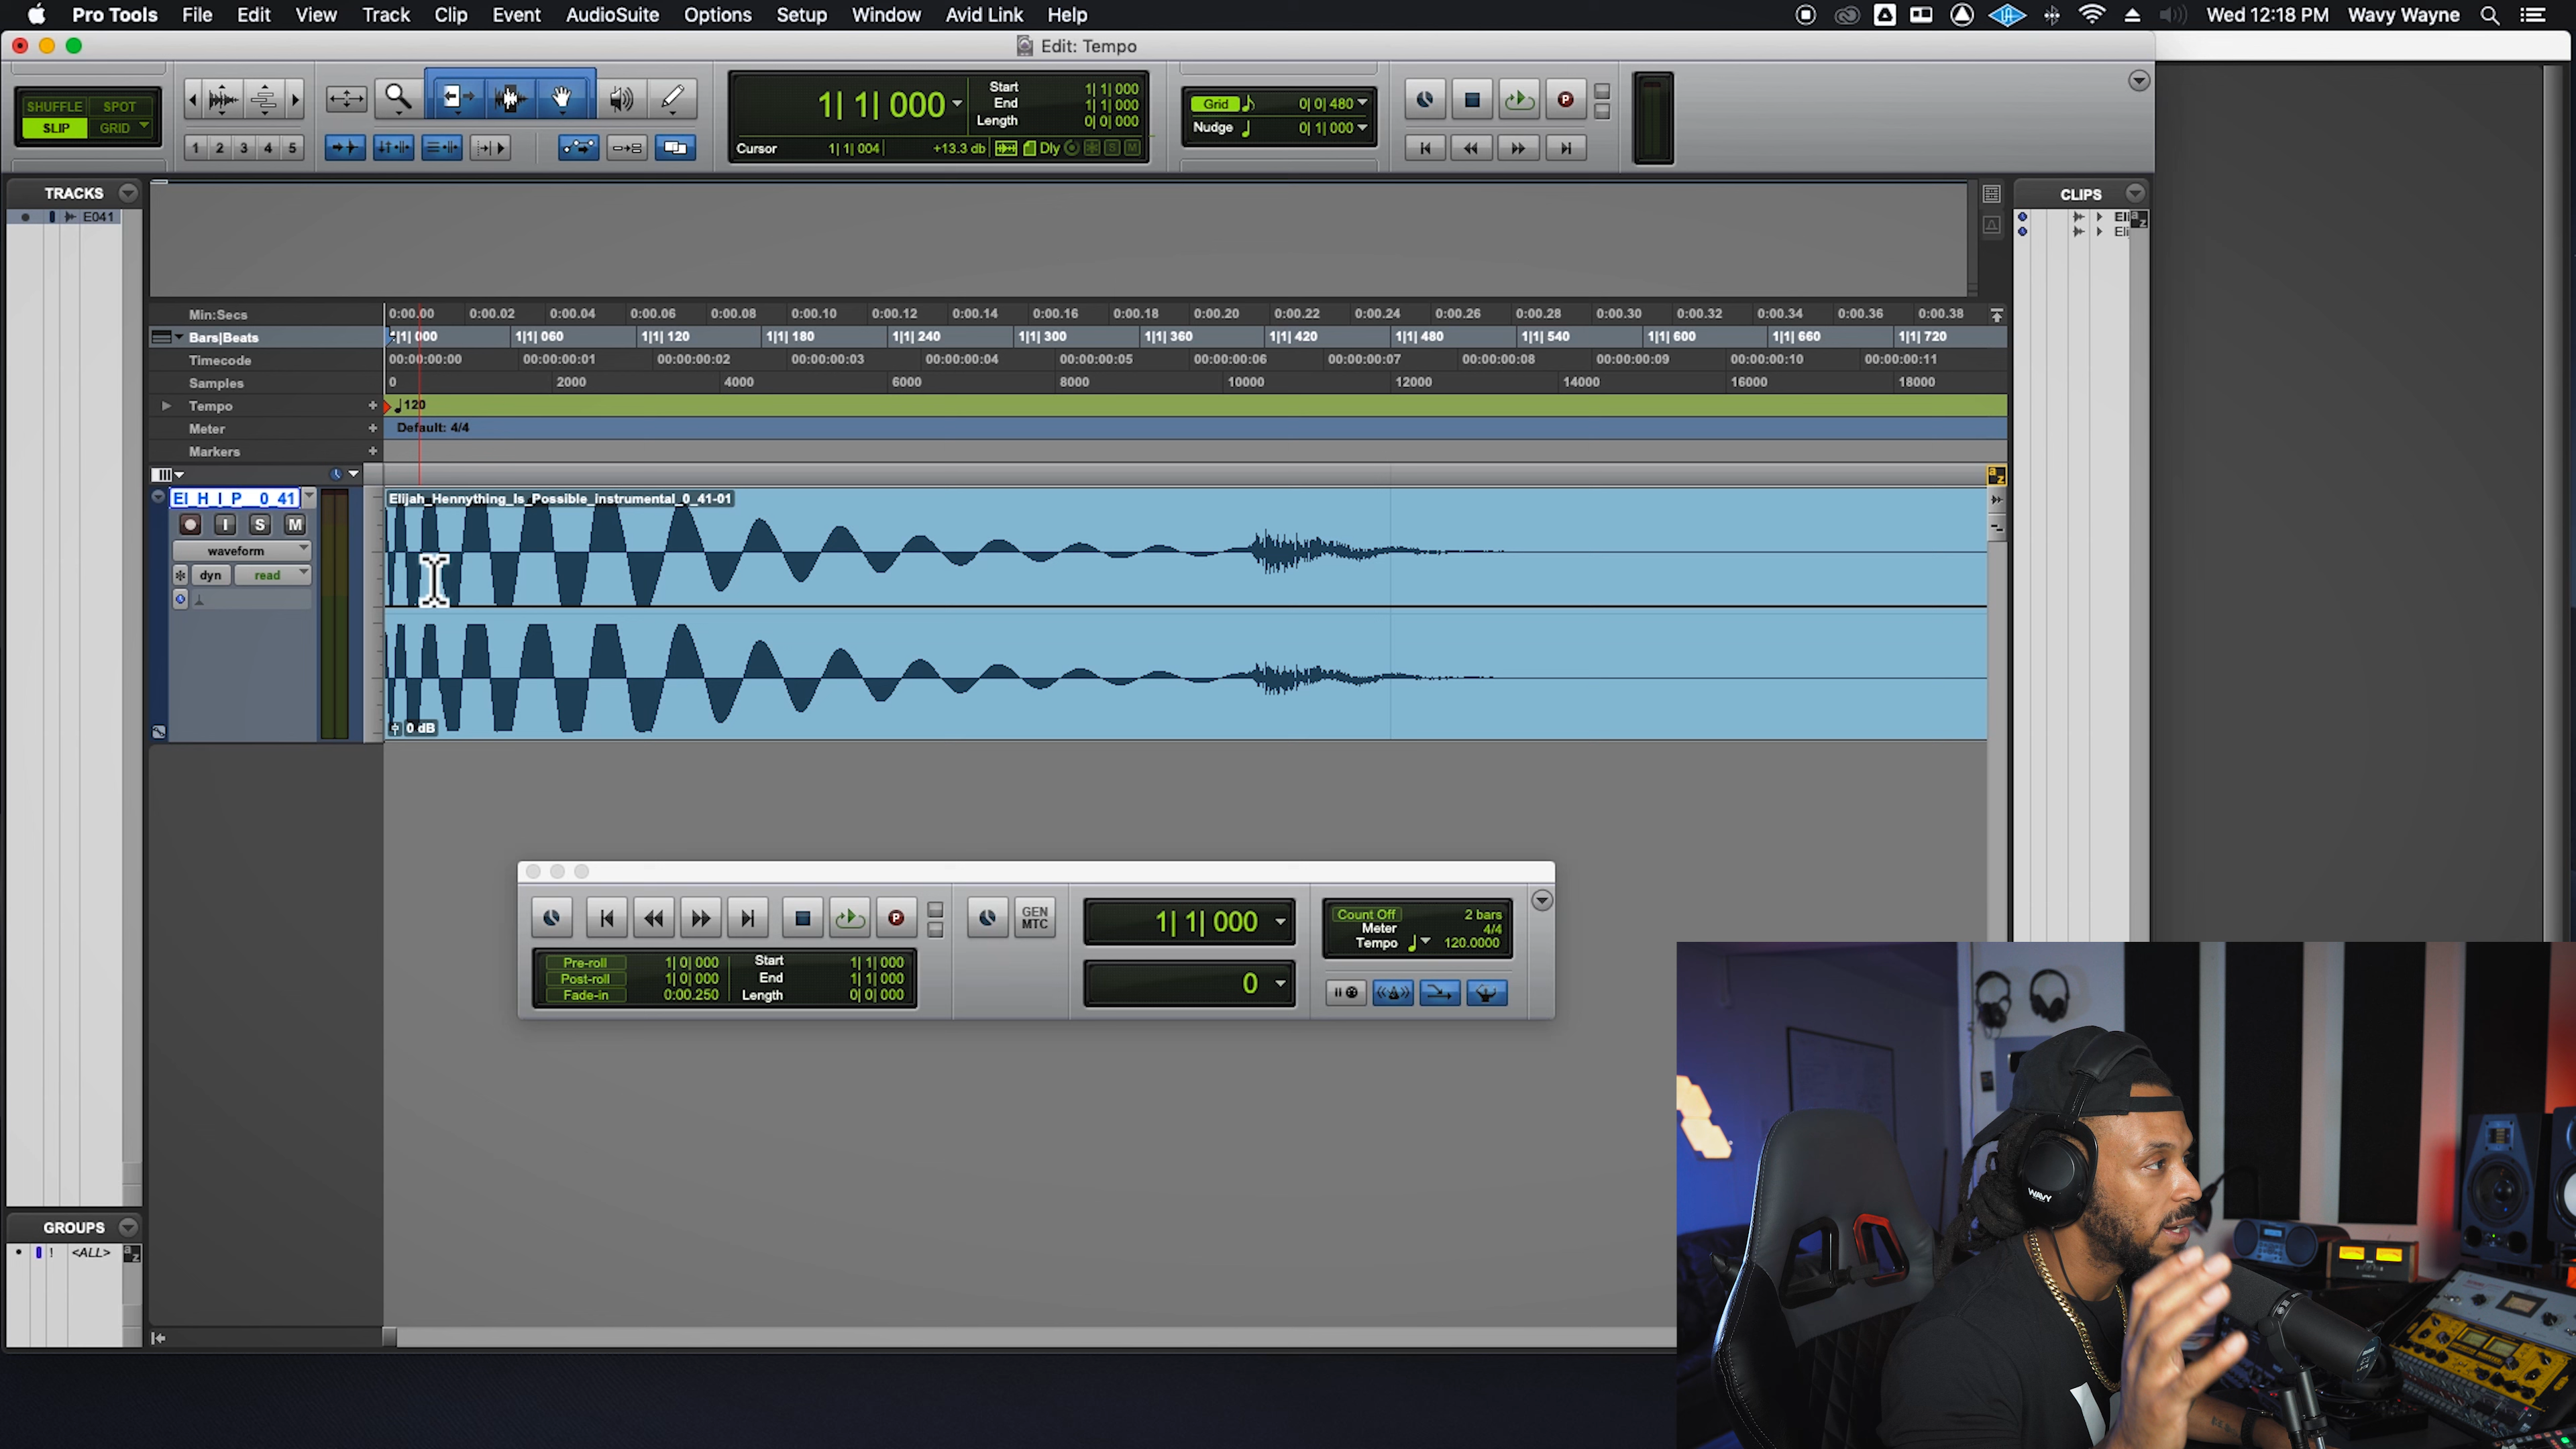 Pro Tools File Edit View Track Clip Event AudioSuite Options Setup Window Avid Link Help
Wed 12:18 PM Wavy Wayne
Edit: Tempo
SHUFFLE SPOT
SLIP GRID
1 2 3 4 5
1| 1| 000
Start 1| 1| 000
End 1| 1| 000
Length 0| 0| 000
Cursor 1| 1| 004 +13.3 db Dly S M
Grid 0| 0| 480
Nudge 0| 1| 000
TRACKS
E041
CLIPS
Eli
Eli
Min:Secs 0:00.00 0:00.02 0:00.04 0:00.06 0:00.08 0:00.10 0:00.12 0:00.14 0:00.16 0:00.18 0:00.20 0:00.22 0:00.24 0:00.26 0:00.28 0:00.30 0:00.32 0:00.34 0:00.36 0:00.38
Bars|Beats 1|1| 000 1|1| 060 1|1| 120 1|1| 180 1|1| 240 1|1| 300 1|1| 360 1|1| 420 1|1| 480 1|1| 540 1|1| 600 1|1| 660 1|1| 720
Timecode 00:00:00:00 00:00:00:01 00:00:00:02 00:00:00:03 00:00:00:04 00:00:00:05 00:00:00:06 00:00:00:07 00:00:00:08 00:00:00:09 00:00:00:10 00:00:00:11
Samples 0 2000 4000 6000 8000 10000 12000 14000 16000 18000
Tempo 120
Meter Default: 4/4
Markers
El_H_I_P__0_41
Elijah_Hennything_Is_Possible_instrumental_0_41-01
I S M
waveform
dyn read
0 dB
GEN
MTC
1| 1| 000
Count Off 2 bars
Meter 4/4
Tempo 120.0000
Pre-roll 1| 0| 000
Post-roll 1| 0| 000
Fade-in 0:00.250
Start 1| 1| 000
End 1| 1| 000
Length 0| 0| 000
0
GROUPS
! <ALL>
WAVY